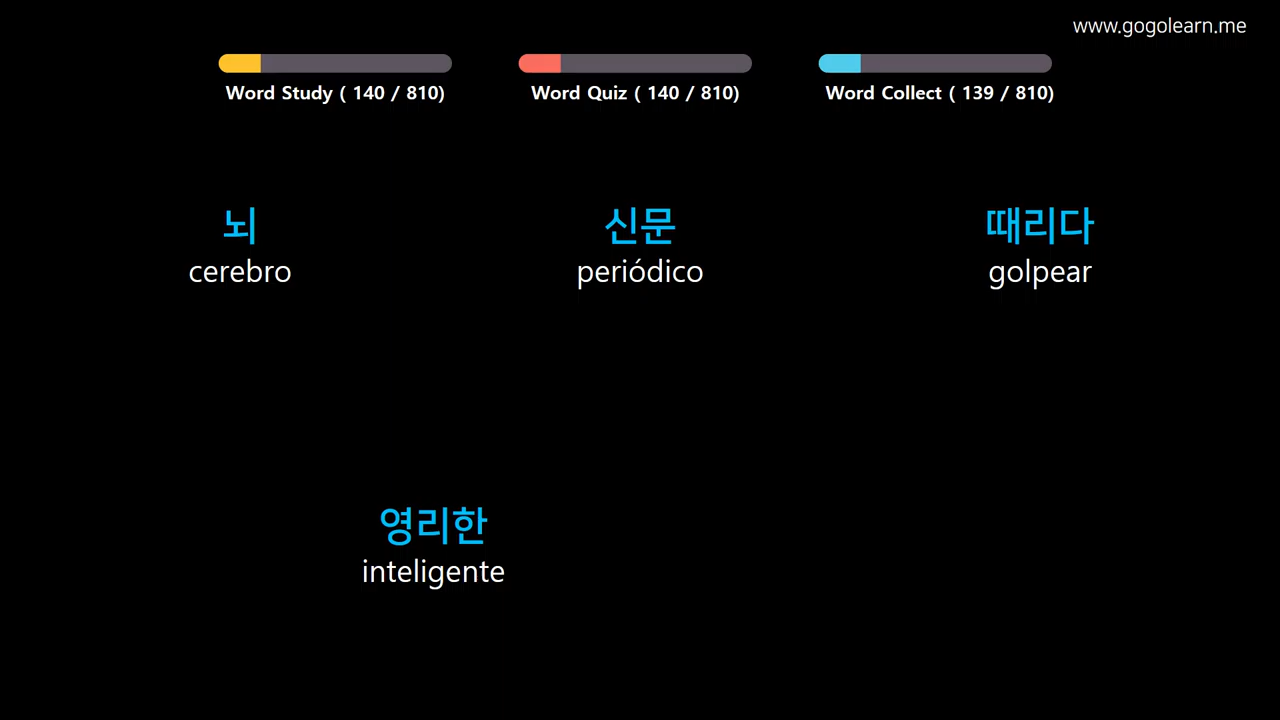 www.gogolearn.me
Word Study ( 140 / 810)
Word Quiz ( 140 / 810)
Word Collect ( 139 / 810)
뇌
cerebro
신문
periódico
때리다
golpear
영리한
inteligente